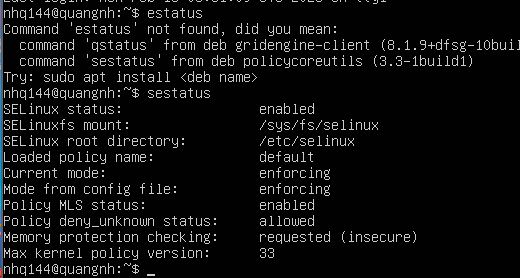 nhq144@quangnh:~$ estatus
Command 'estatus' not found, did you mean:
  command 'qstatus' from deb gridengine-client (8.1.9+dfsg-10buil
  command 'sestatus' from deb policycoreutils (3.3-1build1)
Try: sudo apt install <deb name>
nhq144@quangnh:~$ sestatus
SELinux status:                 enabled
SELinuxfs mount:                /sys/fs/selinux
SELinux root directory:         /etc/selinux
Loaded policy name:             default
Current mode:                   enforcing
Mode from config file:          enforcing
Policy MLS status:              enabled
Policy deny_unknown status:     allowed
Memory protection checking:     requested (insecure)
Max kernel policy version:      33
nhq144@quangnh:~$ _